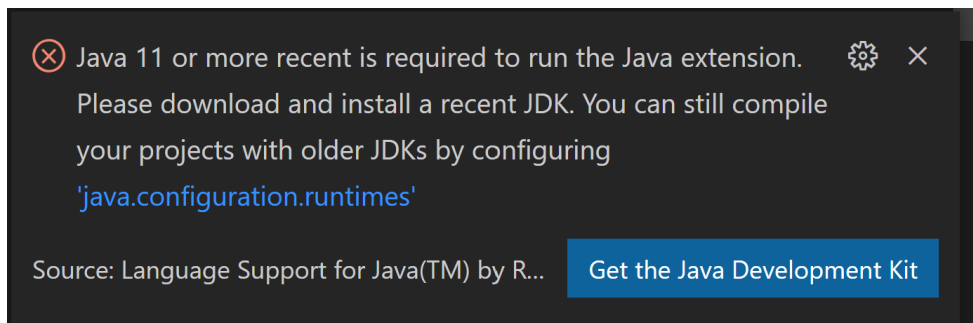 Java 11 or more recent is required to run the Java extension.
Please download and install a recent JDK. You can still compile
your projects with older JDKs by configuring
'java.configuration.runtimes'
Source: Language Support for Java(TM) by R...
Get the Java Development Kit